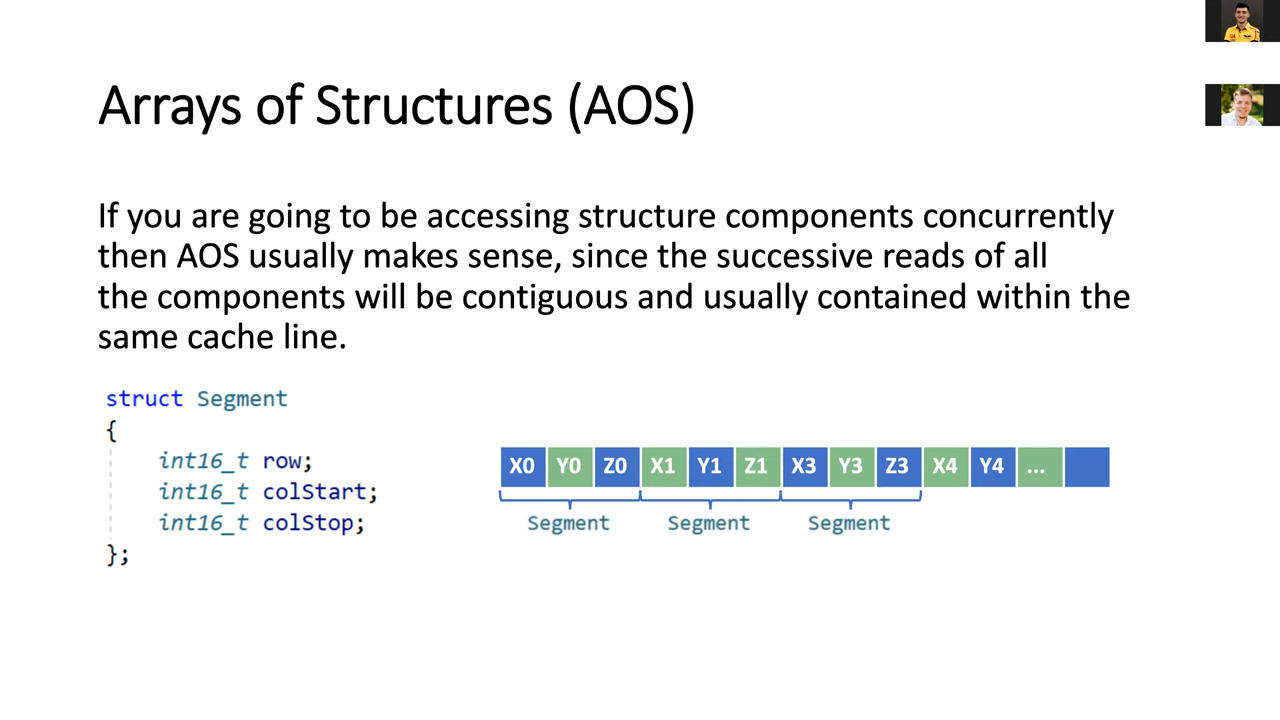 Arrays of Structures (AOS)
If you are going to be accessing structure components concurrently
then AOS usually makes sense, since the successive reads of all
the components will be contiguous and usually contained within the
same cache line.
struct Segment
{
int16_t row;
int16_t colStart;
int16_t colStop;
};
X0 Y0 Z0 X1 Y1 Z1 X3 Y3 Z3 X4 Y4 ...
Segment Segment Segment